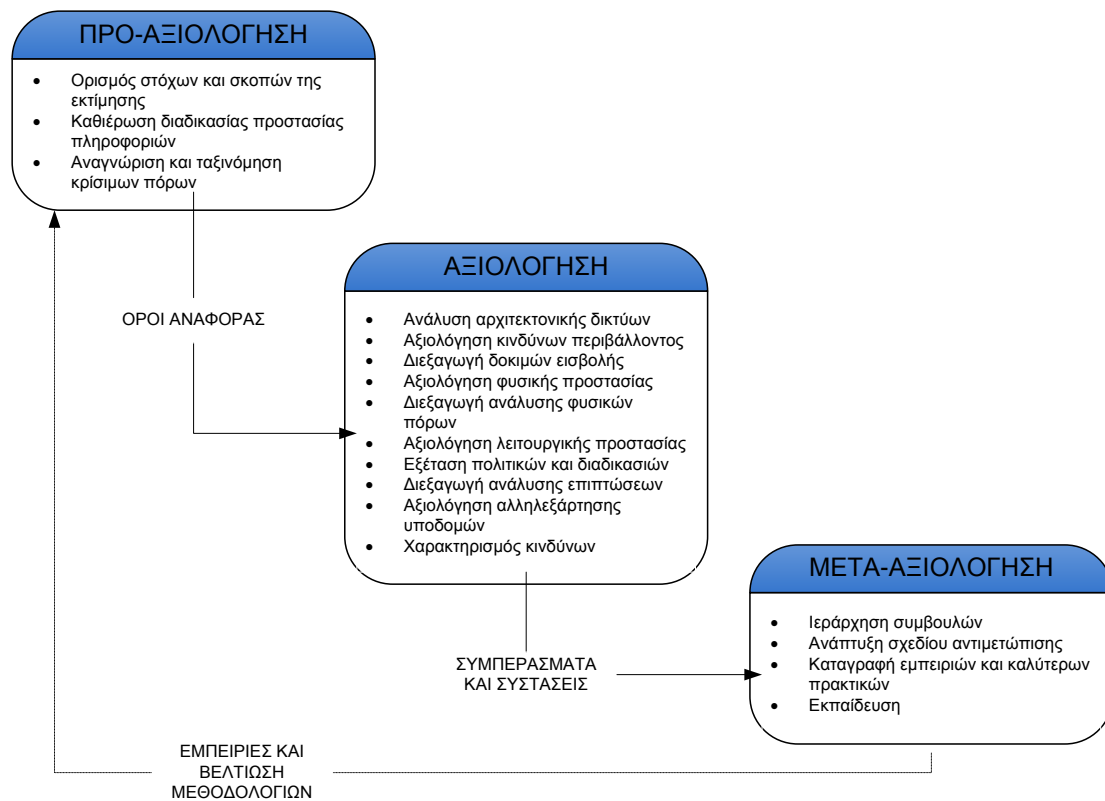 ΠΡΟ-ΑΞΙΟΛΟΓΗΣΗ
• Ορισμός στόχων και σκοπών της
εκτίμησης
• Καθιέρωση διαδικασίας προστασίας
πληροφοριών
• Αναγνώριση και ταξινόμηση
κρίσιμων πόρων
ΟΡΟΙ ΑΝΑΦΟΡΑΣ
ΑΞΙΟΛΟΓΗΣΗ
• Ανάλυση αρχιτεκτονικής δικτύων
• Αξιολόγηση κινδύνων περιβάλλοντος
• Διεξαγωγή δοκιμών εισβολής
• Αξιολόγηση φυσικής προστασίας
• Διεξαγωγή ανάλυσης φυσικών
πόρων
• Αξιολόγηση λειτουργικής προστασίας
• Εξέταση πολιτικών και διαδικασιών
• Διεξαγωγή ανάλυσης επιπτώσεων
• Αξιολόγηση αλληλεξάρτησης
υποδομών
• Χαρακτηρισμός κινδύνων
ΣΥΜΠΕΡΑΣΜΑΤΑ
ΚΑΙ ΣΥΣΤΑΣΕΙΣ
ΜΕΤΑ-ΑΞΙΟΛΟΓΗΣΗ
• Ιεράρχηση συμβουλών
• Ανάπτυξη σχεδίου αντιμετώπισης
• Καταγραφή εμπειριών και καλύτερων
πρακτικών
• Εκπαίδευση
ΕΜΠΕΙΡΙΕΣ ΚΑΙ
ΒΕΛΤΙΩΣΗ
ΜΕΘΟΔΟΛΟΓΙΩΝ